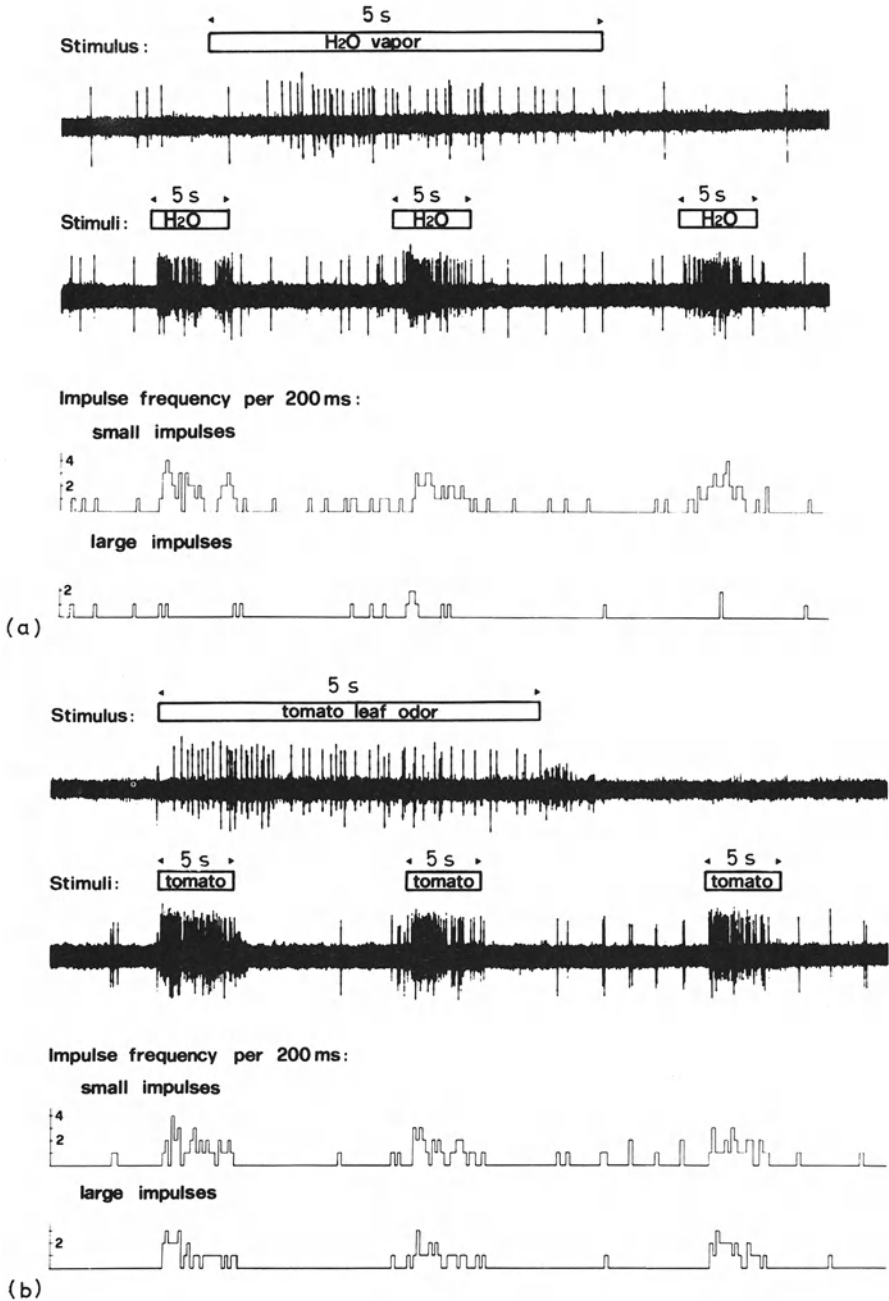 5 s
Stimulus: H2O vapor
5 s 5 s 5 s
Stimuli: H2O H2O H2O
Impulse frequency per 200 ms:
small impulses
4
2
large impulses
2
(a)
5 s
Stimulus: tomato leaf odor
5 s 5 s 5 s
Stimuli: tomato tomato tomato
Impulse frequency per 200 ms:
small impulses
4
2
large impulses
2
(b)